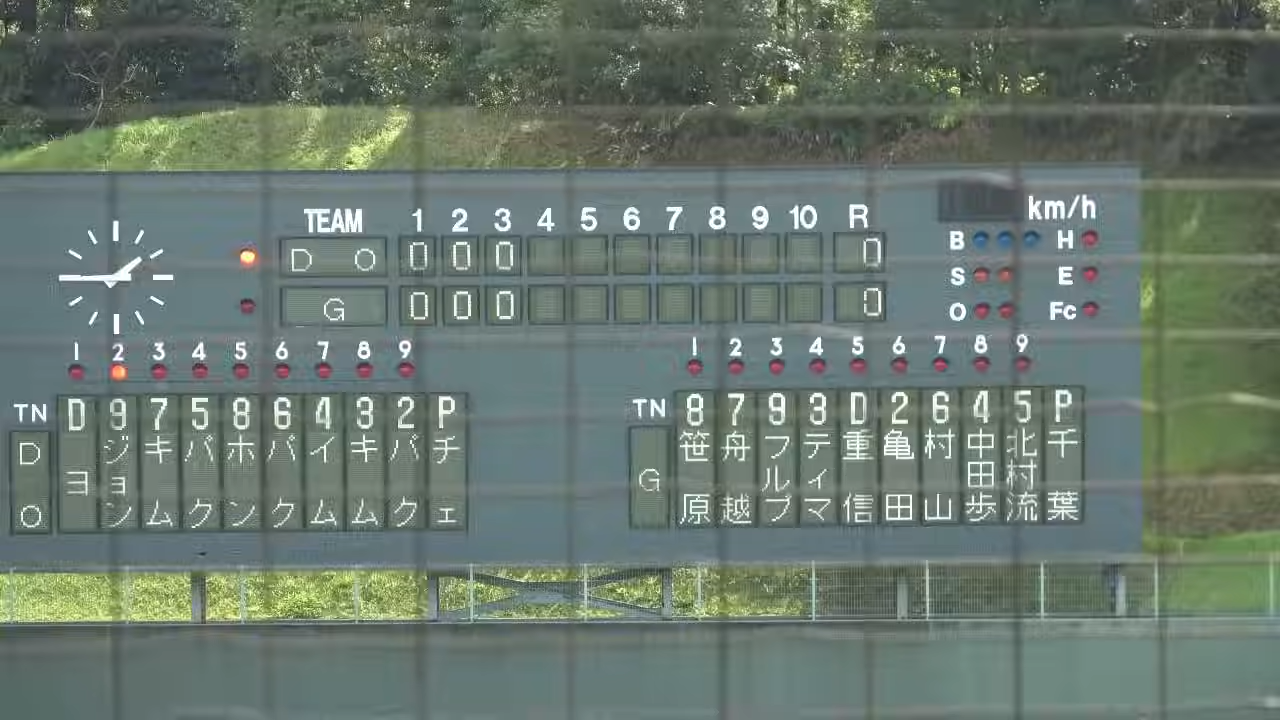 TEAM 1 2 3 4 5 6 7 8 9 10 R
km/h
D O 0 0 0 0
B H
S E
G 0 0 0 0
O Fc
1 2 3 4 5 6 7 8 9
1 2 3 4 5 6 7 8 9
TN
D O
D ヨ
9 ジョン
7 キム
5 パク
8 ホン
6 パク
4 イム
3 キム
2 パク
P チェ
TN
G
8 笹原
7 舟越
9 フルプ
3 ティマ
D 重信
2 亀田
6 村山
4 中田歩
5 北村流
P 千葉